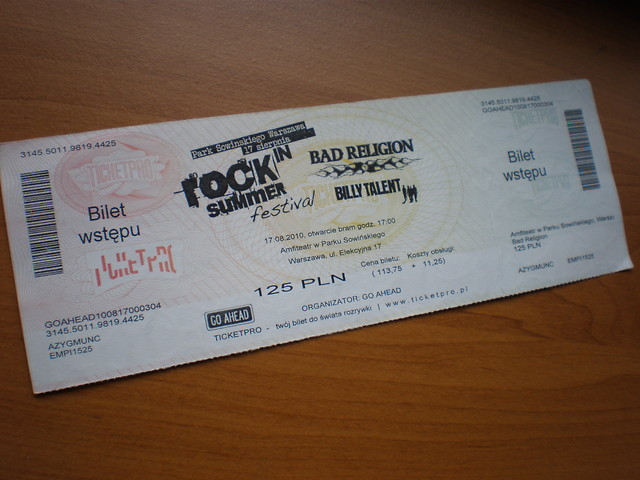 3145.5011.9819.4425
TICKETPRO
Bilet
wstępu
TICKETPRO
GOAHEAD100817000304
3145.5011.9819.4425
AZYGMUNC
EMPI1525
Park Sowińskiego Warszawa
17 sierpnia
ROCK IN
SUMMER
festival
BAD RELIGION
BILLY TALENT
17.08.2010, otwarcie bram godz. 17:00
Amfiteatr w Parku Sowińskiego
Warszawa, ul. Elekcyjna 17
Cena biletu: Koszty obsługi:
125 PLN (113,75 + 11,25)
GO AHEAD
ORGANIZATOR: GO AHEAD
TICKETPRO - twój bilet do świata rozrywki | www.ticketpro.pl
3145.5011.9819.4425
GOAHEAD100817000304
Bilet
wstępu
Amfiteatr w Parku Sowińskiego, Warsz
Bad Religion
125 PLN
AZYGMUNC EMPI1525